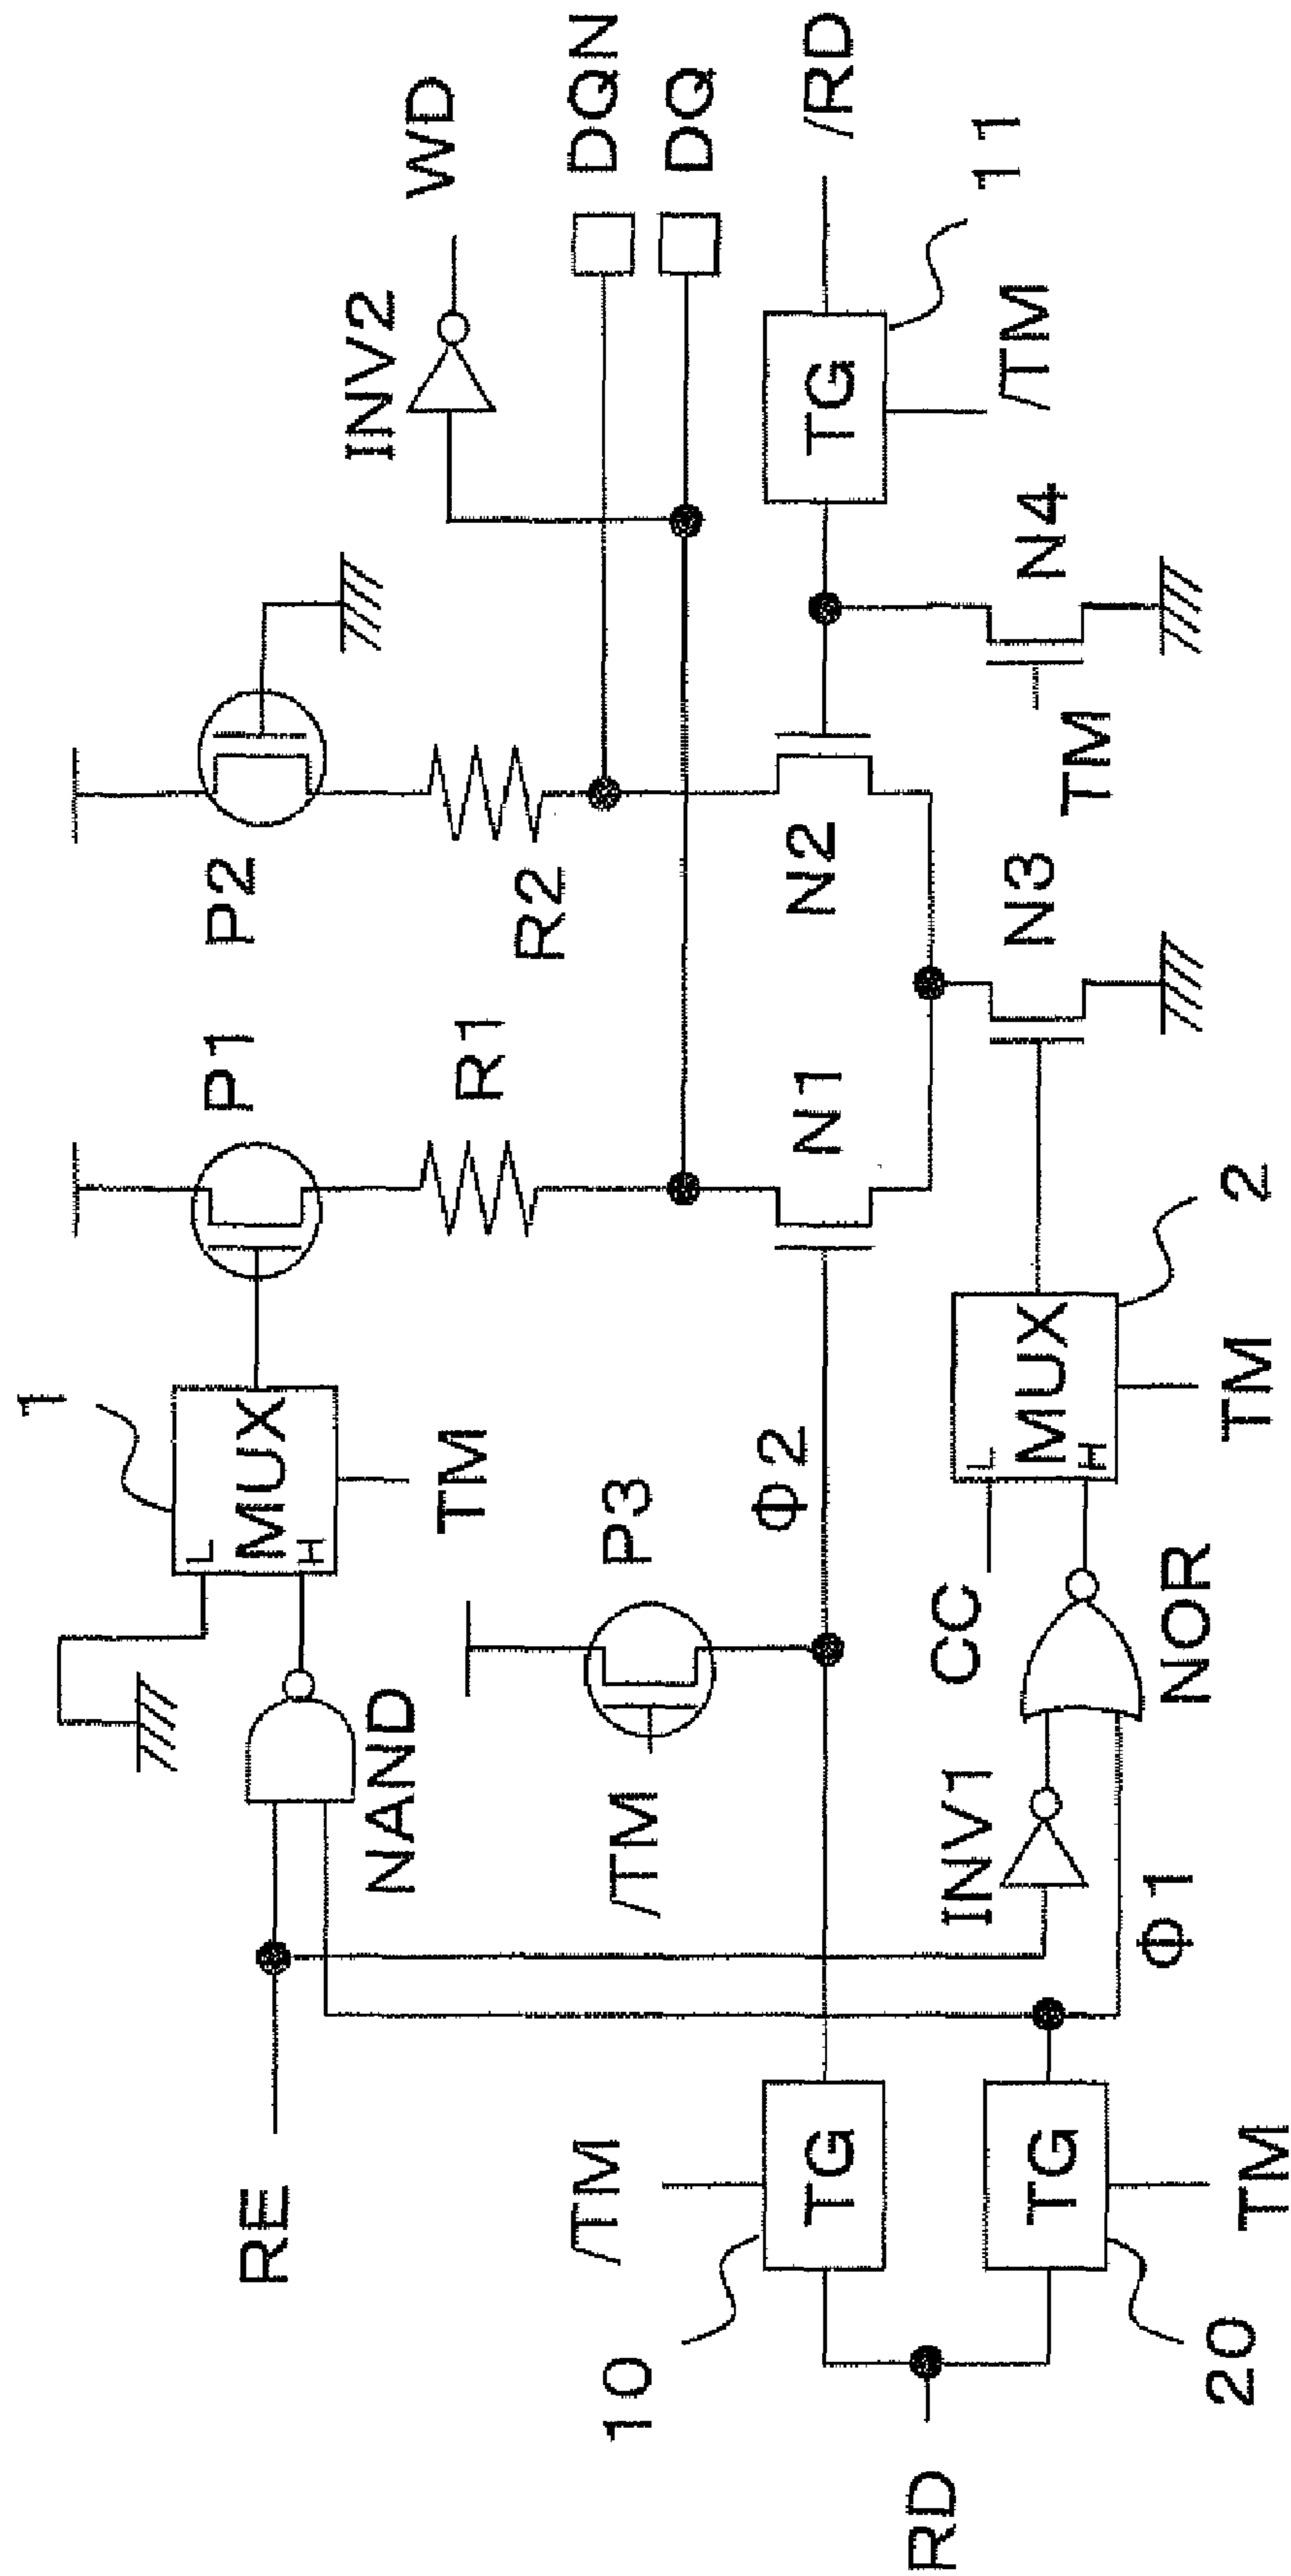 1
P1
P2
L
MUX
H
TM
R1
R2
INV2
WD
DQN
DQ
RE
NAND
/TM
P3
Φ2
N1
N2
TG
11
/RD
/TM
N4
TM
N3
2
MUX
L
H
TM
CC
NOR
INV1
Φ1
/TM
TG
10
TG
20
TM
RD